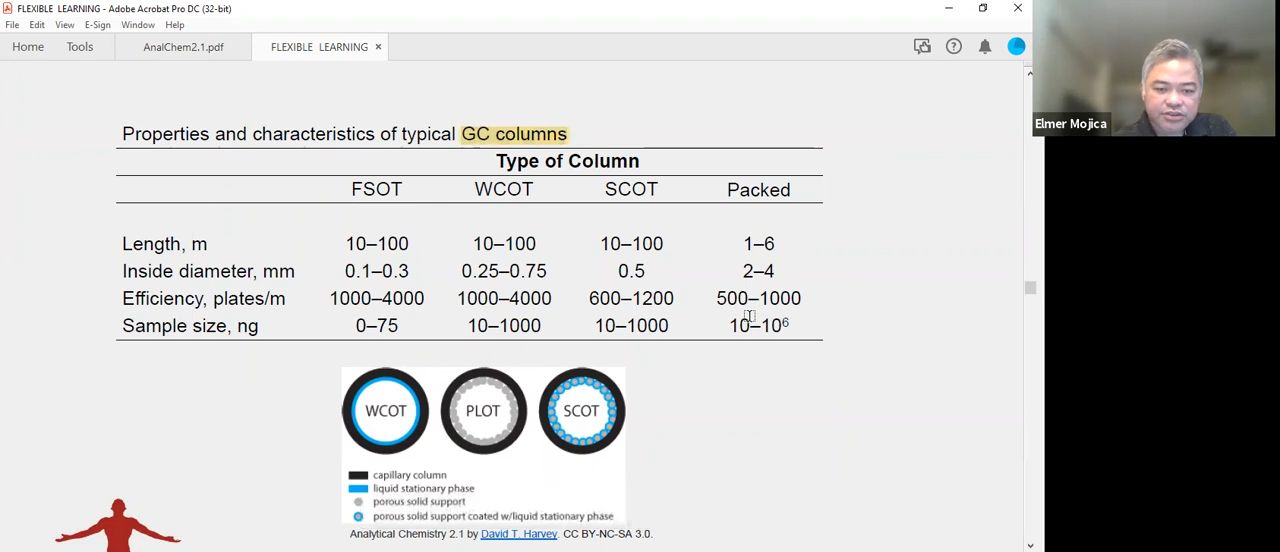 FLEXIBLE LEARNING - Adobe Acrobat Pro DC (32-bit)
File Edit View E-Sign Window Help
Home Tools AnalChem2.1.pdf FLEXIBLE LEARNING ×
Elmer Mojica
Properties and characteristics of typical GC columns
Type of Column
FSOT WCOT SCOT Packed
Length, m 10–100 10–100 10–100 1–6
Inside diameter, mm 0.1–0.3 0.25–0.75 0.5 2–4
Efficiency, plates/m 1000–4000 1000–4000 600–1200 500–1000
Sample size, ng 0–75 10–1000 10–1000 10–10⁶
WCOT PLOT SCOT
capillary column
liquid stationary phase
porous solid support
porous solid support coated w/liquid stationary phase
Analytical Chemistry 2.1 by David T. Harvey. CC BY-NC-SA 3.0.